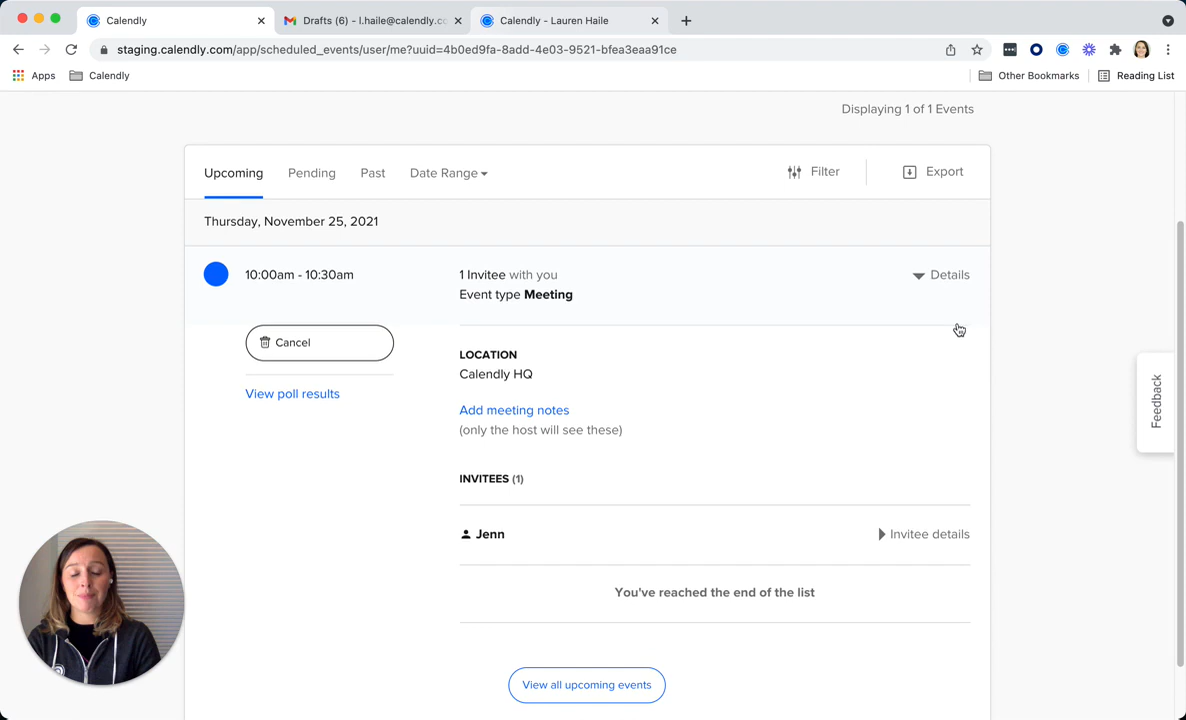 Calendly
Drafts (6) - l.haile@calendly.co
Calendly - Lauren Haile
staging.calendly.com/app/scheduled_events/user/me?uuid=4b0ed9fa-8add-4e03-9521-bfea3eaa91ce
Apps
Calendly
Other Bookmarks
Reading List
Displaying 1 of 1 Events
Upcoming
Pending
Past
Date Range
Filter
Export
Thursday, November 25, 2021
10:00am - 10:30am
1 Invitee with you
Details
Event type Meeting
Cancel
View poll results
LOCATION
Calendly HQ
Add meeting notes
(only the host will see these)
INVITEES (1)
Jenn
Invitee details
You've reached the end of the list
View all upcoming events
Feedback